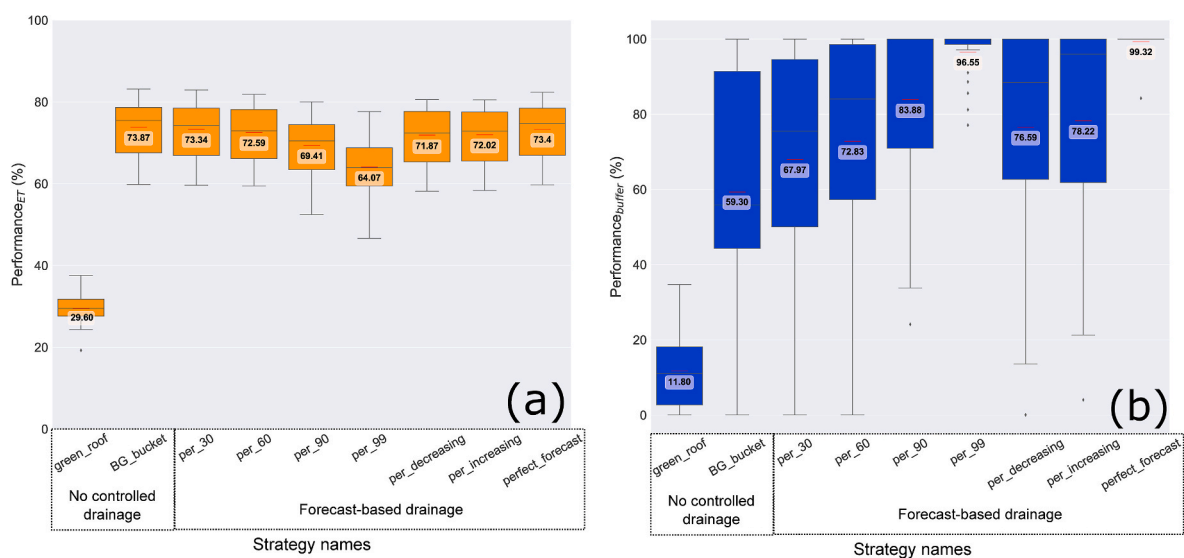 100
80
60
40
20
0
Performance_ET (%)
73.87
73.34
72.59
69.41
64.07
71.87
72.02
73.4
29.60
(a)
green_roof
BG_bucket
per_30
per_60
per_90
per_99
per_decreasing
per_increasing
perfect_forecast
No controlled
drainage
Forecast-based drainage
Strategy names
100
80
60
40
20
0
Performance_buffer (%)
11.80
59.30
67.97
72.83
83.88
96.55
76.59
78.22
99.32
(b)
green_roof
BG_bucket
per_30
per_60
per_90
per_99
per_decreasing
per_increasing
perfect_forecast
No controlled
drainage
Forecast-based drainage
Strategy names